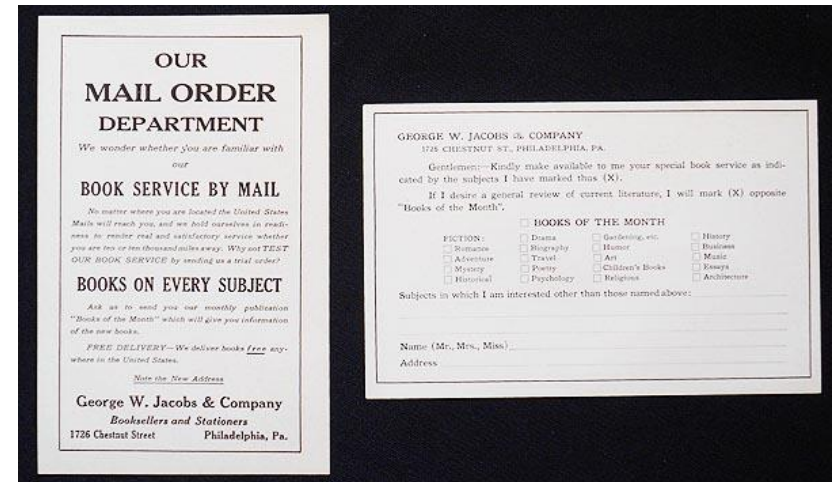 OUR
MAIL ORDER
DEPARTMENT
We wonder whether you are familiar with
our
BOOK SERVICE BY MAIL
No matter where you are located the United States
Mails will reach you, and we hold ourselves in readi-
ness to render real and satisfactory service whether
you are ten or ten thousand miles away. Why not TEST
OUR BOOK SERVICE by sending us a trial order?
BOOKS ON EVERY SUBJECT
Ask us to send you our monthly publication
"Books of the Month" which will give you information
of the new books.
FREE DELIVERY—We deliver books free any-
where in the United States.
Note the New Address
George W. Jacobs & Company
Booksellers and Stationers
1726 Chestnut Street Philadelphia, Pa.
GEORGE W. JACOBS & COMPANY
1726 CHESTNUT ST., PHILADELPHIA, PA.
Gentlemen:—Kindly make available to me your special book service as indi-
cated by the subjects I have marked thus (X).
If I desire a general review of current literature, I will mark (X) opposite
"Books of the Month".
BOOKS OF THE MONTH
FICTION: Drama Gardening, etc. History
Romance Biography Humor Business
Adventure Travel Art Music
Mystery Poetry Children's Books Essays
Historical Psychology Religious Architecture
Subjects in which I am interested other than those named above:
Name (Mr., Mrs., Miss)
Address